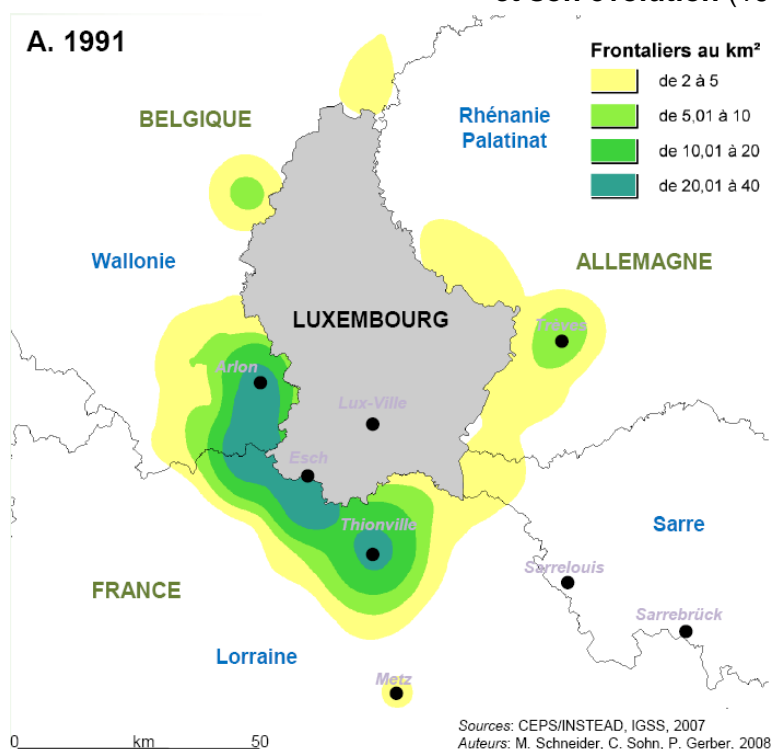 A. 1991
Frontaliers au km²
de 2 à 5
de 5,01 à 10
de 10,01 à 20
de 20,01 à 40
BELGIQUE
Rhénanie
Palatinat
Wallonie
ALLEMAGNE
LUXEMBOURG
Trèves
Arlon
Lux-Ville
Esch
Thionville
Sarre
Sarrelouis
FRANCE
Sarrebrück
Lorraine
Metz
0 km 50
Sources: CEPS/INSTEAD, IGSS, 2007
Auteurs: M. Schneider, C. Sohn, P. Gerber, 2008